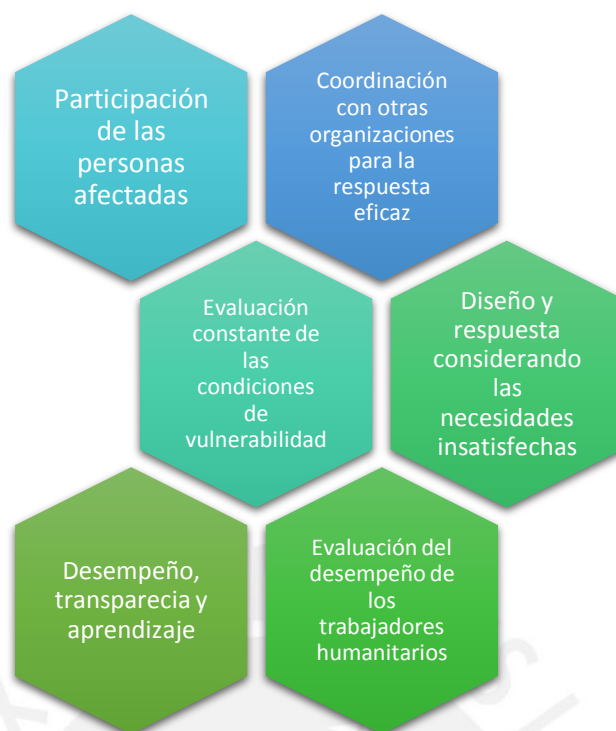 Participación
de las
personas
afectadas
Coordinación
con otras
organizaciones
para la
respuesta
eficaz
Evaluación
constante de
las
condiciones
de
vulnerabilidad
Diseño y
respuesta
considerando
las
necesidades
insatisfechas
Desempeño,
transparecia y
aprendizaje
Evaluación del
desempeño de
los
trabajadores
humanitarios